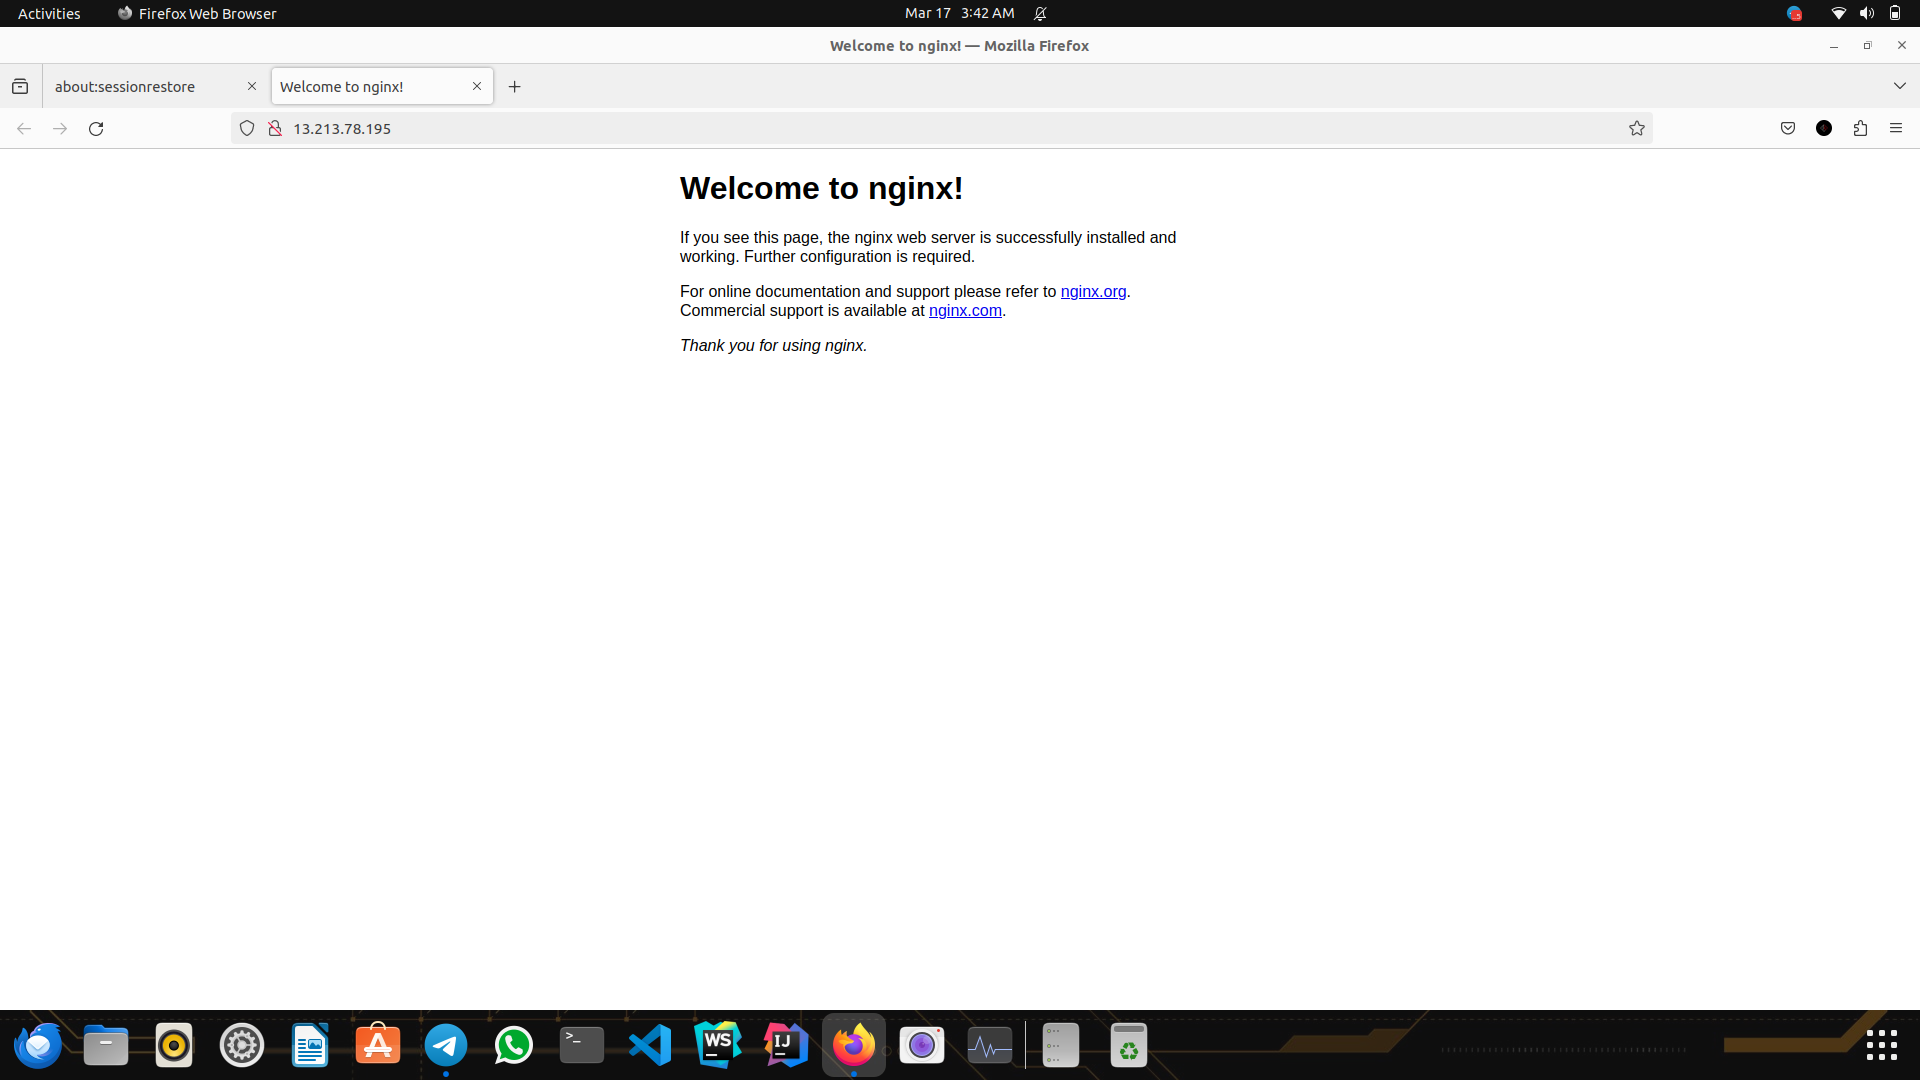 Activities
Firefox Web Browser
Mar 17 3:42 AM
Welcome to nginx! — Mozilla Firefox
about:sessionrestore
Welcome to nginx!
13.213.78.195
Welcome to nginx!
If you see this page, the nginx web server is successfully installed and
working. Further configuration is required.
For online documentation and support please refer to nginx.org.
Commercial support is available at nginx.com.
Thank you for using nginx.
>_
WS
IJ